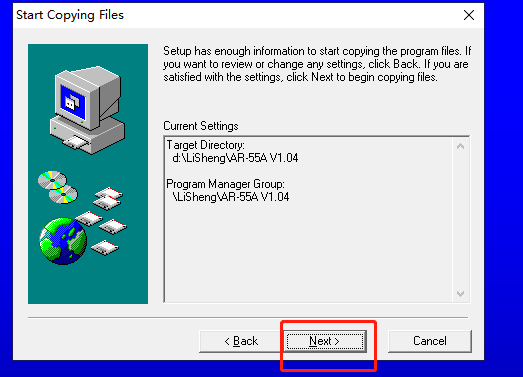 Start Copying Files
Setup has enough information to start copying the program files. If
you want to review or change any settings, click Back. If you are
satisfied with the settings, click Next to begin copying files.
Current Settings
Target Directory:
d:\LiSheng\AR-55A V1.04
Program Manager Group:
\LiSheng\AR-55A V1.04
< Back
Next >
Cancel